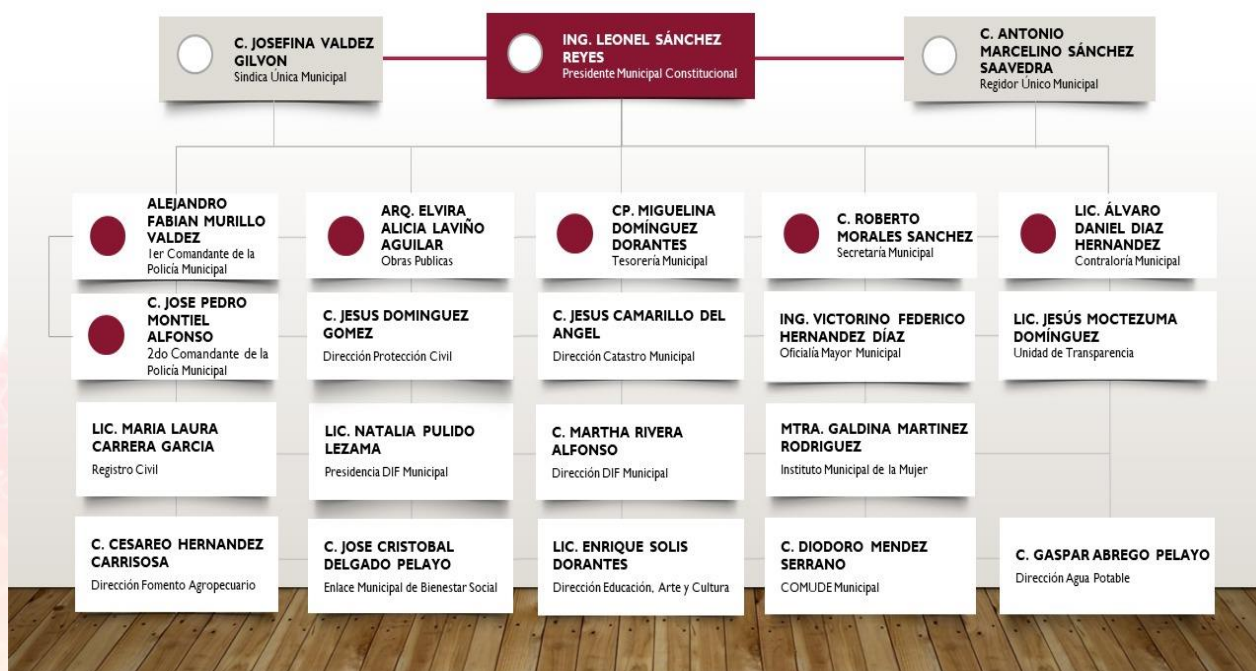 C. JOSEFINA VALDEZ
GILVON
Sindica Única Municipal
ING. LEONEL SÁNCHEZ
REYES
Presidente Municipal Constitucional
C. ANTONIO
MARCELINO SÁNCHEZ
SAAVEDRA
Regidor Único Municipal
ALEJANDRO
FABIAN MURILLO
VALDEZ
1er Comandante de la
Policía Municipal
ARQ. ELVIRA
ALICIA LAVIÑO
AGUILAR
Obras Publicas
CP. MIGUELINA
DOMÍNGUEZ
DORANTES
Tesorería Municipal
C. ROBERTO
MORALES SANCHEZ
Secretaría Municipal
LIC. ÁLVARO
DANIEL DIAZ
HERNANDEZ
Contraloría Municipal
C. JOSE PEDRO
MONTIEL
ALFONSO
2do Comandante de la
Policía Municipal
C. JESUS DOMINGUEZ
GOMEZ
Dirección Protección Civil
C. JESUS CAMARILLO DEL
ANGEL
Dirección Catastro Municipal
ING. VICTORINO FEDERICO
HERNANDEZ DÍAZ
Oficialía Mayor Municipal
LIC. JESÚS MOCTEZUMA
DOMÍNGUEZ
Unidad de Transparencia
LIC. MARIA LAURA
CARRERA GARCIA
Registro Civil
LIC. NATALIA PULIDO
LEZAMA
Presidencia DIF Municipal
C. MARTHA RIVERA
ALFONSO
Dirección DIF Municipal
MTRA. GALDINA MARTINEZ
RODRIGUEZ
Instituto Municipal de la Mujer
C. CESAREO HERNANDEZ
CARRISOSA
Dirección Fomento Agropecuario
C. JOSE CRISTOBAL
DELGADO PELAYO
Enlace Municipal de Bienestar Social
LIC. ENRIQUE SOLIS
DORANTES
Dirección Educación, Arte y Cultura
C. DIODORO MENDEZ
SERRANO
COMUDE Municipal
C. GASPAR ABREGO PELAYO
Dirección Agua Potable